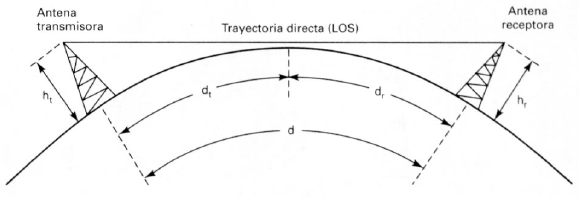 Antena
transmisora
Trayectoria directa (LOS)
Antena
receptora
hₜ
dₜ
dᵣ
hᵣ
d